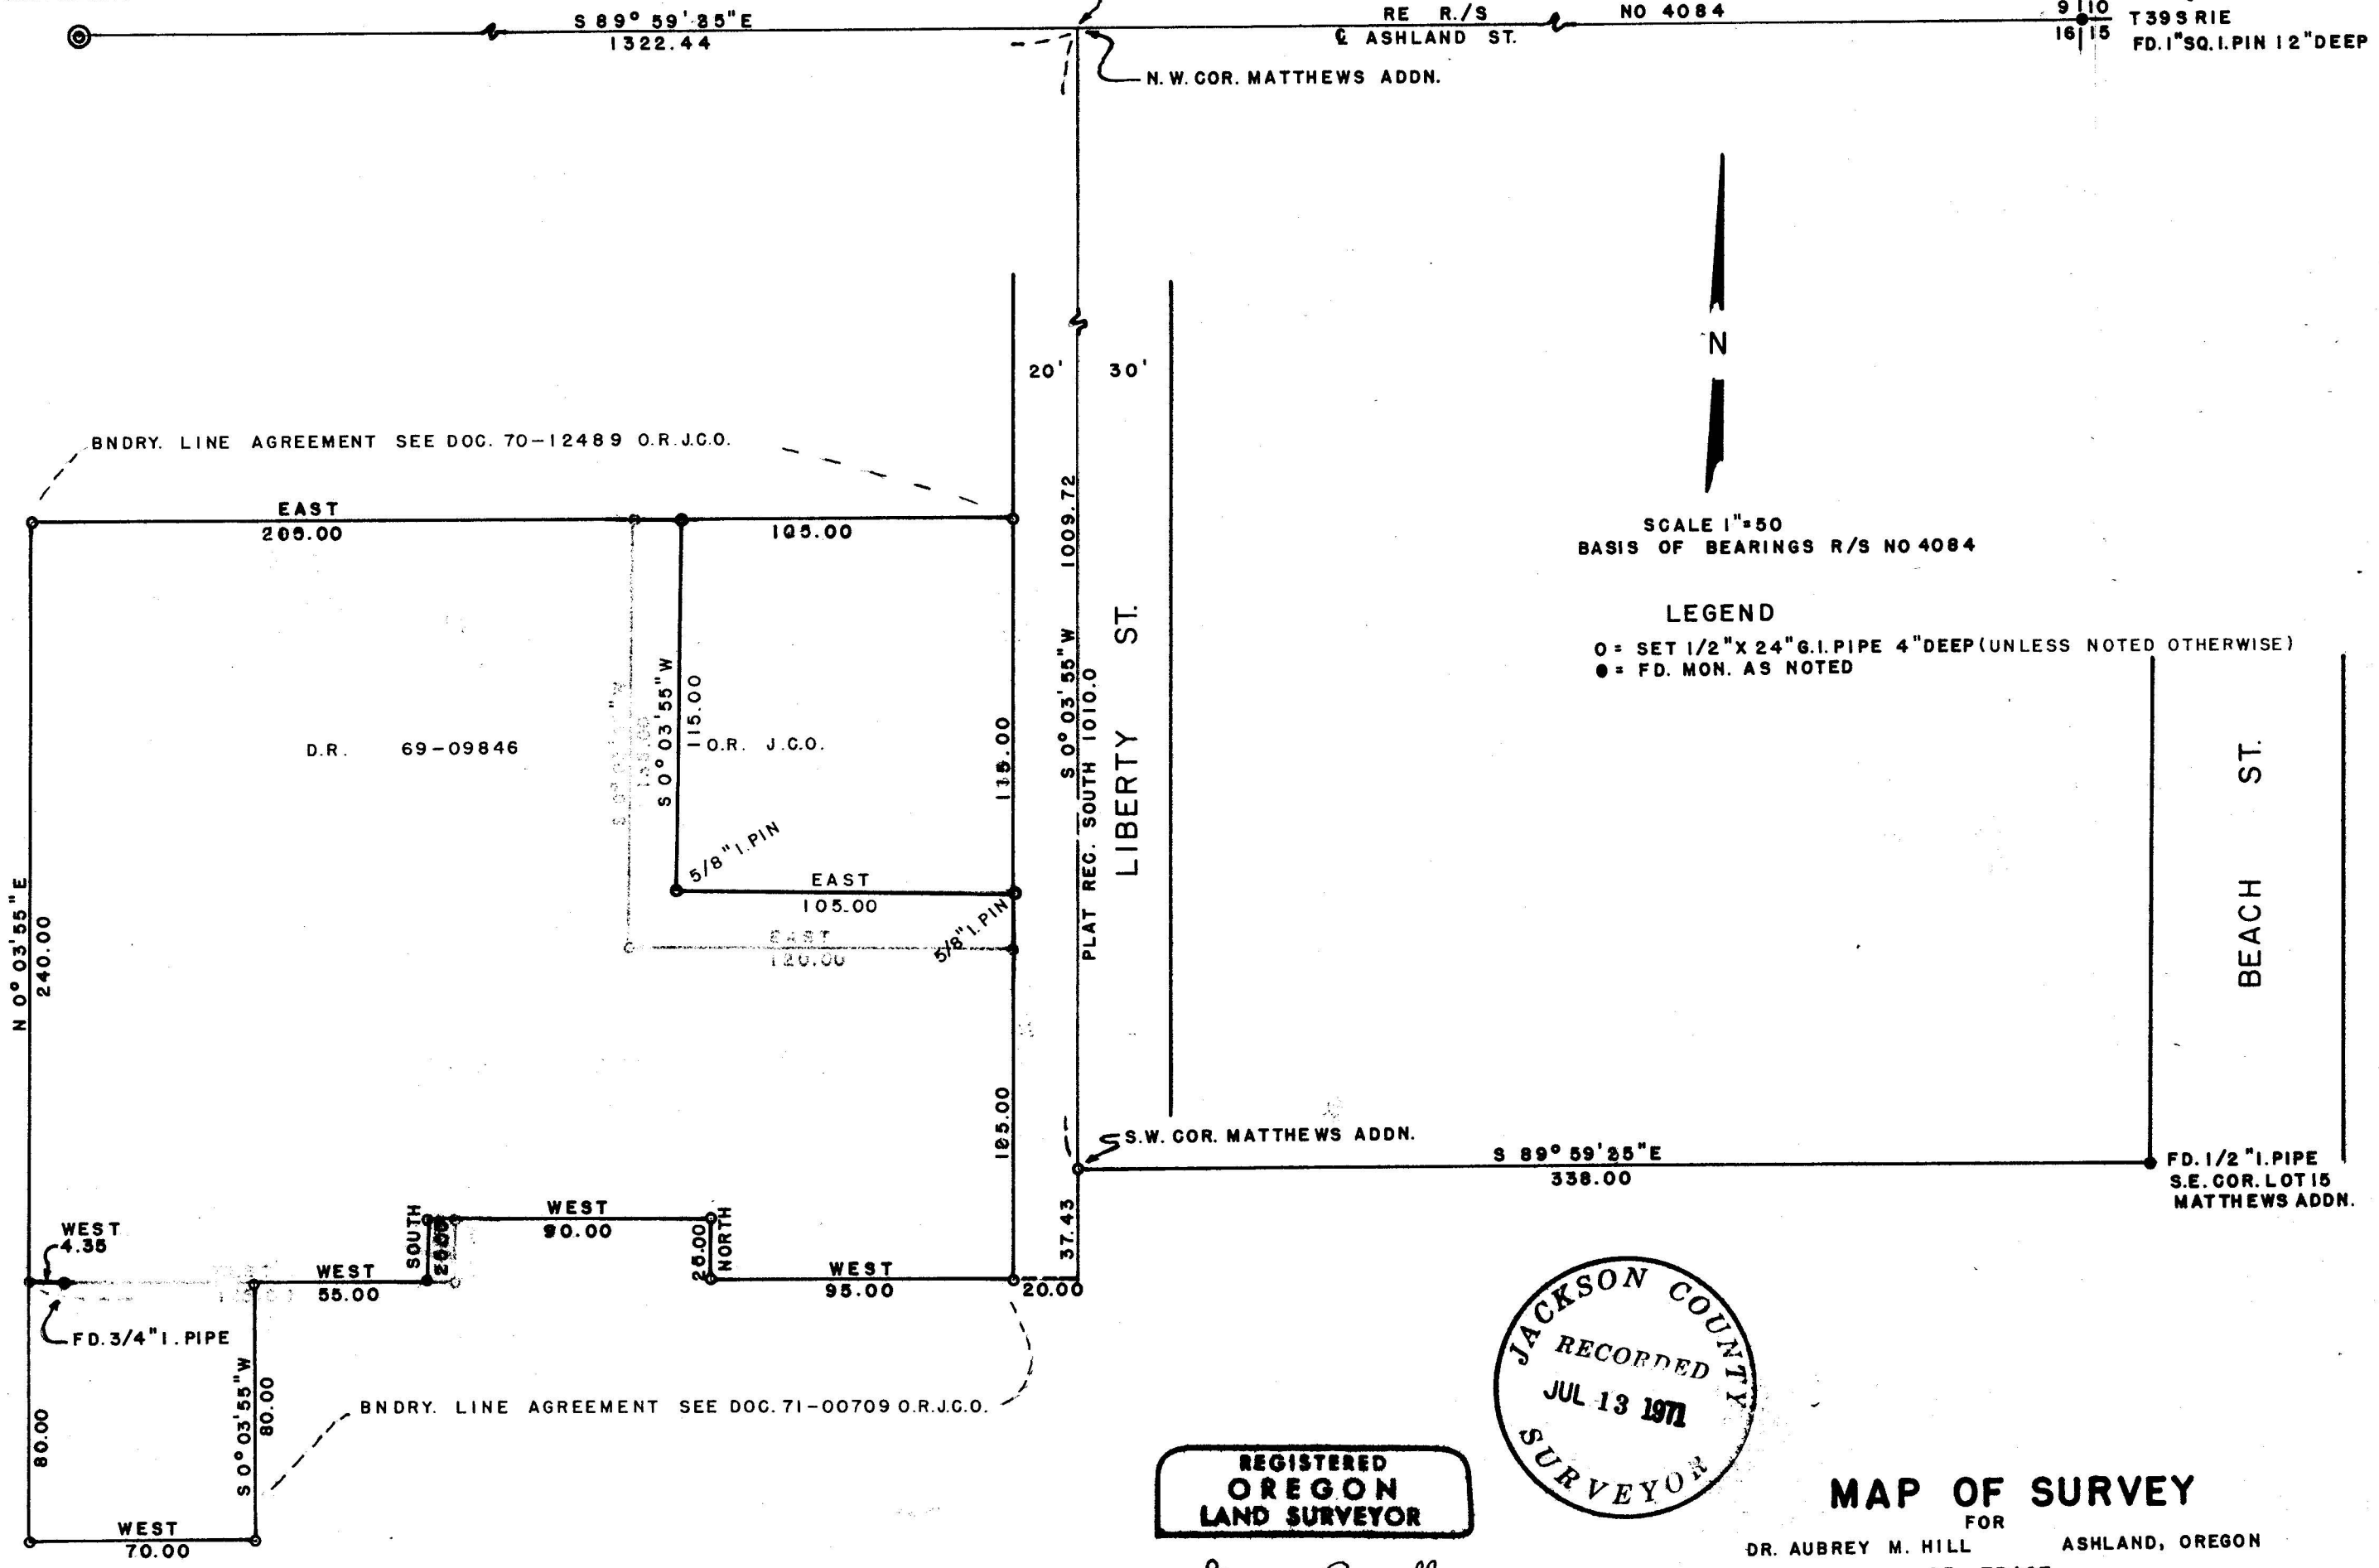 S 89° 59' 25" E
1322.44
RE R./S NO 4084
℄ ASHLAND ST.
9 10
16 15
T39S R1E
FD. 1" SQ. I. PIN 12" DEEP
N.W. COR. MATTHEWS ADDN.
20' 30'
BNDRY. LINE AGREEMENT SEE DOC. 70-12489 O.R.J.C.O.
EAST
EAST
105.00
SCALE 1"=50
BASIS OF BEARINGS R/S NO 4084
LEGEND
O = SET 1/2" X 24" G.I. PIPE 4" DEEP (UNLESS NOTED OTHERWISE)
● = FD. MON. AS NOTED
1009.72
S 0° 03' 55" W
PLAT REC. SOUTH 1010.0
LIBERTY ST.
BEACH ST.
S 0° 03' 55" W
115.00
D.R. 69-09846
O.R. J.C.O.
5/8" I. PIN
5/8" I. PIN
EAST
120.00
N 0° 03' 55" E
240.00
S.W. COR. MATTHEWS ADDN.
S 89° 59' 25" E
338.00
FD. 1/2" I. PIPE
S.E. COR. LOT 15
MATTHEWS ADDN.
37.43
WEST
4.35
SOUTH
WEST
90.00
25.00
NORTH
WEST
55.00
WEST
95.00
20.00
FD. 3/4" I. PIPE
S 0° 03' 55" W
80.00
80.00
BNDRY. LINE AGREEMENT SEE DOC. 71-00709 O.R.J.C.O.
WEST
70.00
JACKSON COUNTY
RECORDED
JUL 13 1971
SURVEYOR
REGISTERED
OREGON
LAND SURVEYOR
MAP OF SURVEY
FOR
DR. AUBREY M. HILL ASHLAND, OREGON